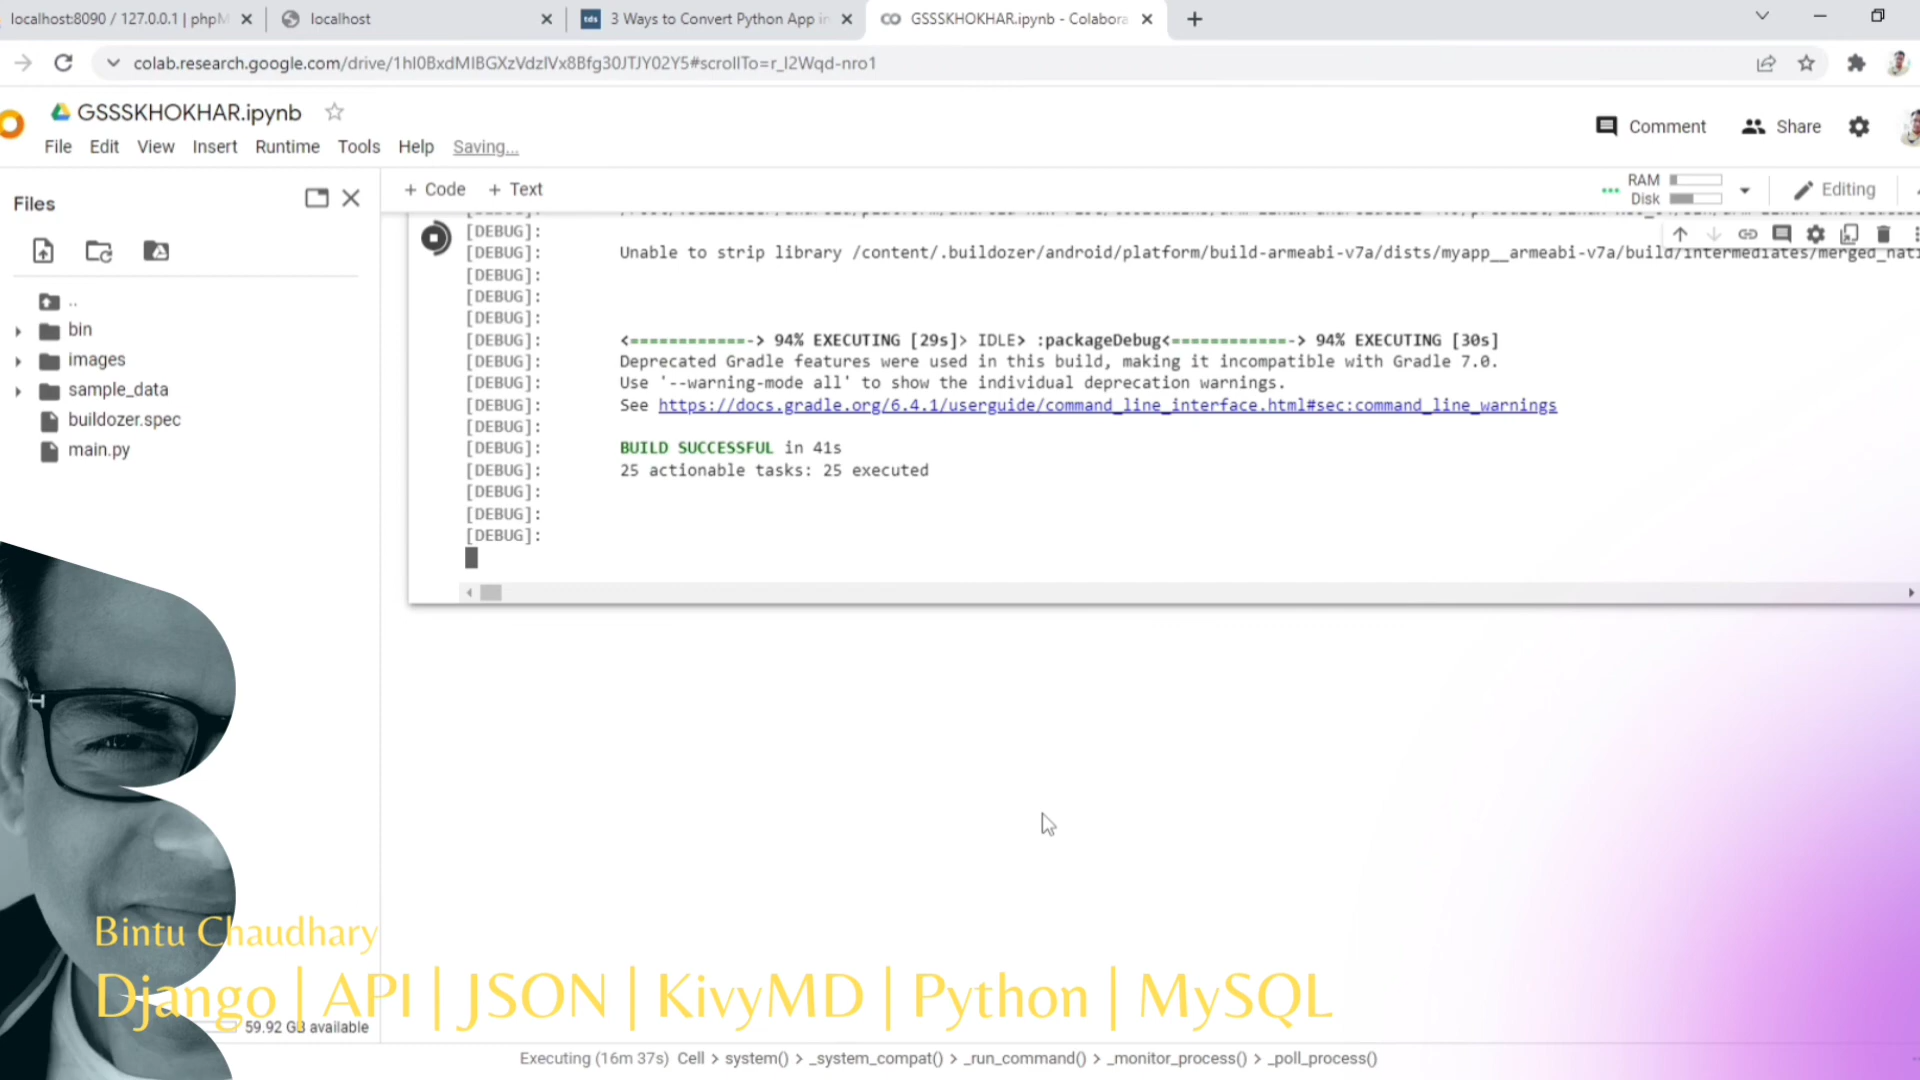 localhost:8090 / 127.0.0.1 | phpM
localhost
tds 3 Ways to Convert Python App in
CO GSSSKHOKHAR.ipynb - Colabora
colab.research.google.com/drive/1hI0BxdMIBGXzVdzIVx8Bfg30JTJY02Y5#scrollTo=r_l2Wqd-nro1
GSSSKHOKHAR.ipynb
Comment
Share
File Edit View Insert Runtime Tools Help Saving...
Files
+ Code + Text
RAM
Disk
Editing
[DEBUG]:
[DEBUG]: Unable to strip library /content/.buildozer/android/platform/build-armeabi-v7a/dists/myapp__armeabi-v7a/build/intermediates/merged_nati
[DEBUG]:
[DEBUG]:
[DEBUG]:
[DEBUG]: <------------> 94% EXECUTING [29s]> IDLE> :packageDebug<------------> 94% EXECUTING [30s]
[DEBUG]: Deprecated Gradle features were used in this build, making it incompatible with Gradle 7.0.
[DEBUG]: Use '--warning-mode all' to show the individual deprecation warnings.
[DEBUG]: See https://docs.gradle.org/6.4.1/userguide/command_line_interface.html#sec:command_line_warnings
[DEBUG]:
[DEBUG]: BUILD SUCCESSFUL in 41s
[DEBUG]: 25 actionable tasks: 25 executed
[DEBUG]:
[DEBUG]:
[DEBUG]:
..
bin
images
sample_data
buildozer.spec
main.py
Bintu Chaudhary
Django | API | JSON | KivyMD | Python | MySQL
59.92 GB available
Executing (16m 37s) Cell > system() > _system_compat() > _run_command() > _monitor_process() > _poll_process()